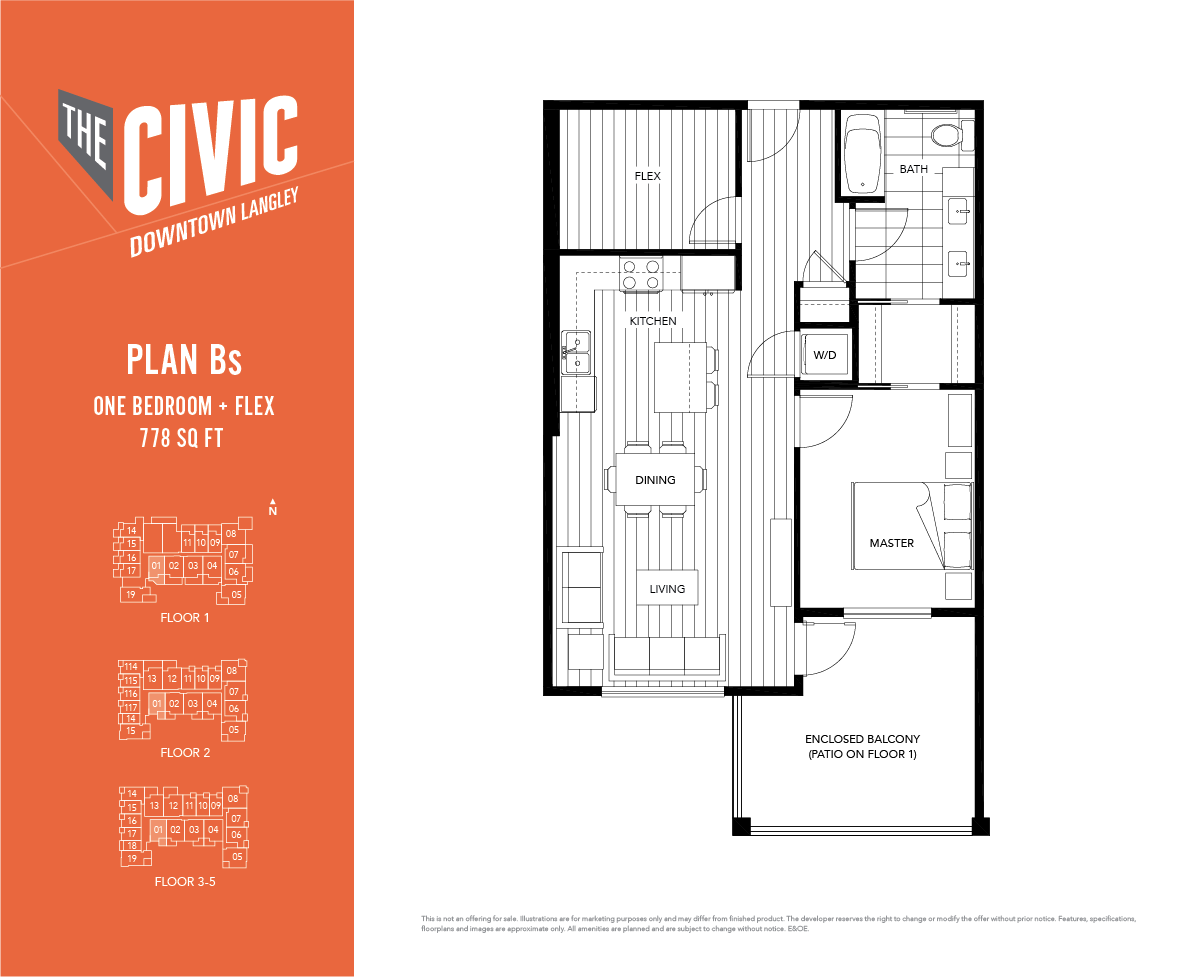 THE
CIVIC
DOWNTOWN LANGLEY
PLAN Bs
ONE BEDROOM + FLEX
778 SQ FT
N
14
15
16
17
19
11 10 09
08
07
06
05
01 02 03 04
FLOOR 1
114
115
116
117
14
15
13 12 11 10 09
08
07
06
05
01 02 03 04
FLOOR 2
14
15
16
17
18
19
13 12 11 10 09
08
07
06
05
01 02 03 04
FLOOR 3-5
FLEX
BATH
KITCHEN
W/D
DINING
MASTER
LIVING
ENCLOSED BALCONY
(PATIO ON FLOOR 1)
This is not an offering for sale. Illustrations are for marketing purposes only and may differ from finished product. The developer reserves the right to change or modify the offer without prior notice. Features, specifications,
floorplans and images are approximate only. All amenities are planned and are subject to change without notice. E&OE.